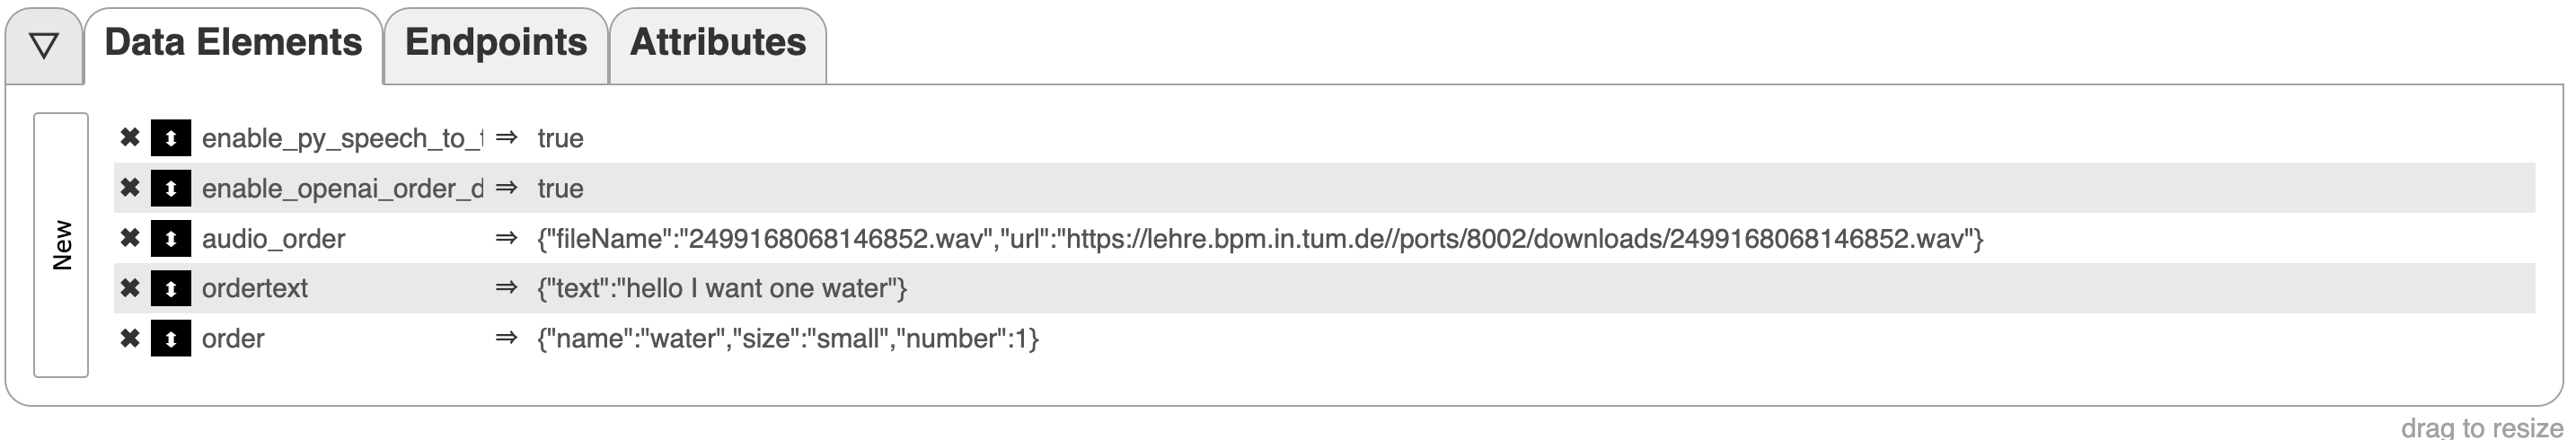 ▽ Data Elements Endpoints Attributes
New
✖ enable_py_speech_to_ ⇒ true
✖ enable_openai_order_d ⇒ true
✖ audio_order ⇒ {"fileName":"2499168068146852.wav","url":"https://lehre.bpm.in.tum.de//ports/8002/downloads/2499168068146852.wav"}
✖ ordertext ⇒ {"text":"hello I want one water"}
✖ order ⇒ {"name":"water","size":"small","number":1}
drag to resize